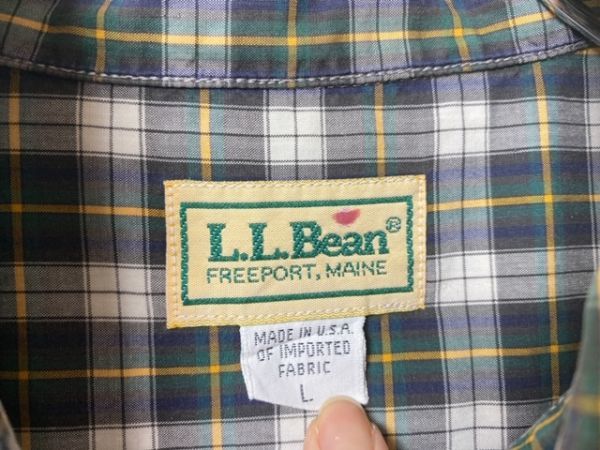 L.L.Bean®
FREEPORT, MAINE
MADE IN U.S.A.
OF IMPORTED
FABRIC
L